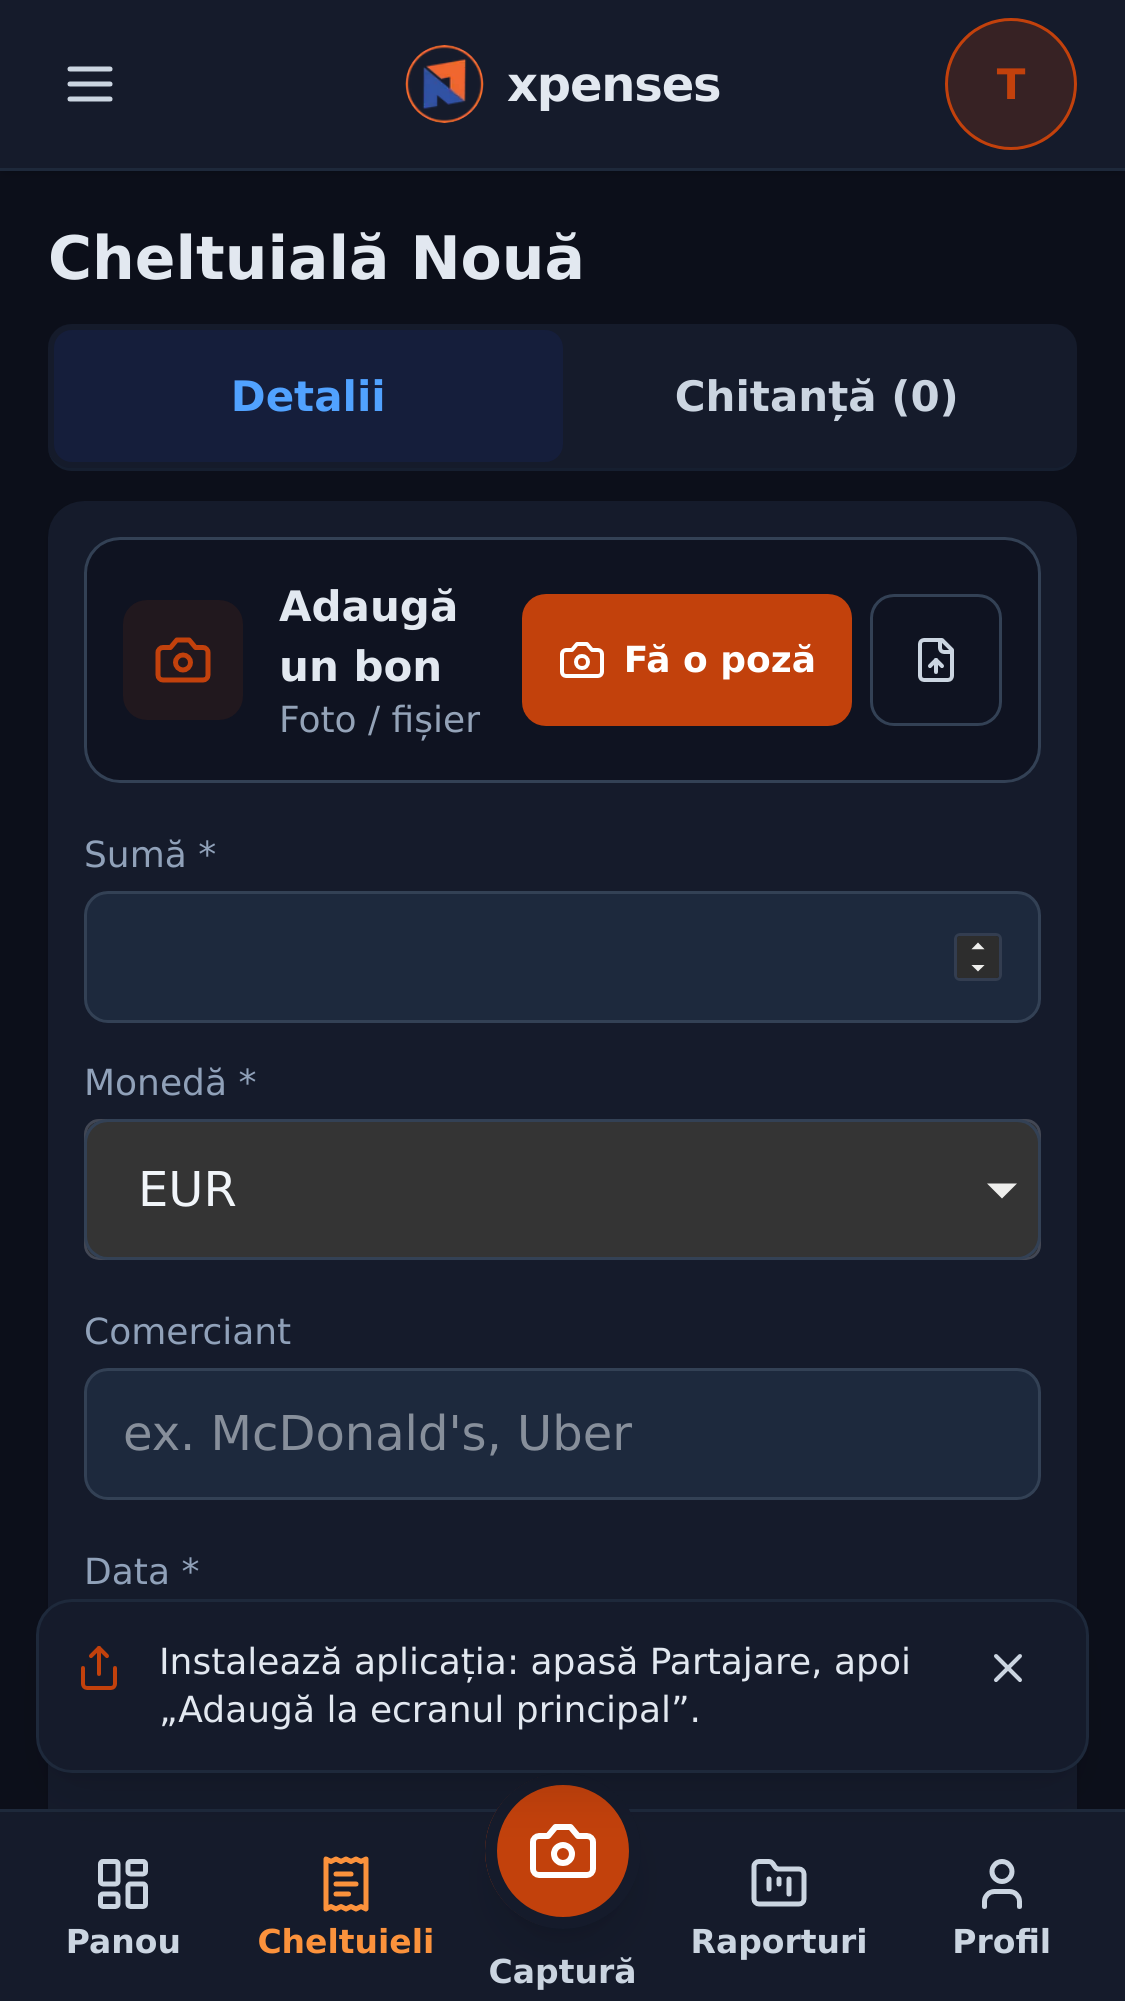 xpenses
T
Cheltuială Nouă
Detalii
Chitanță (0)
Adaugă
un bon
Foto / fișier
Fă o poză
Sumă *
Monedă *
EUR
Comerciant
ex. McDonald's, Uber
Data *
Instalează aplicația: apasă Partajare, apoi
„Adaugă la ecranul principal”.
Panou
Cheltuieli
Captură
Raporturi
Profil